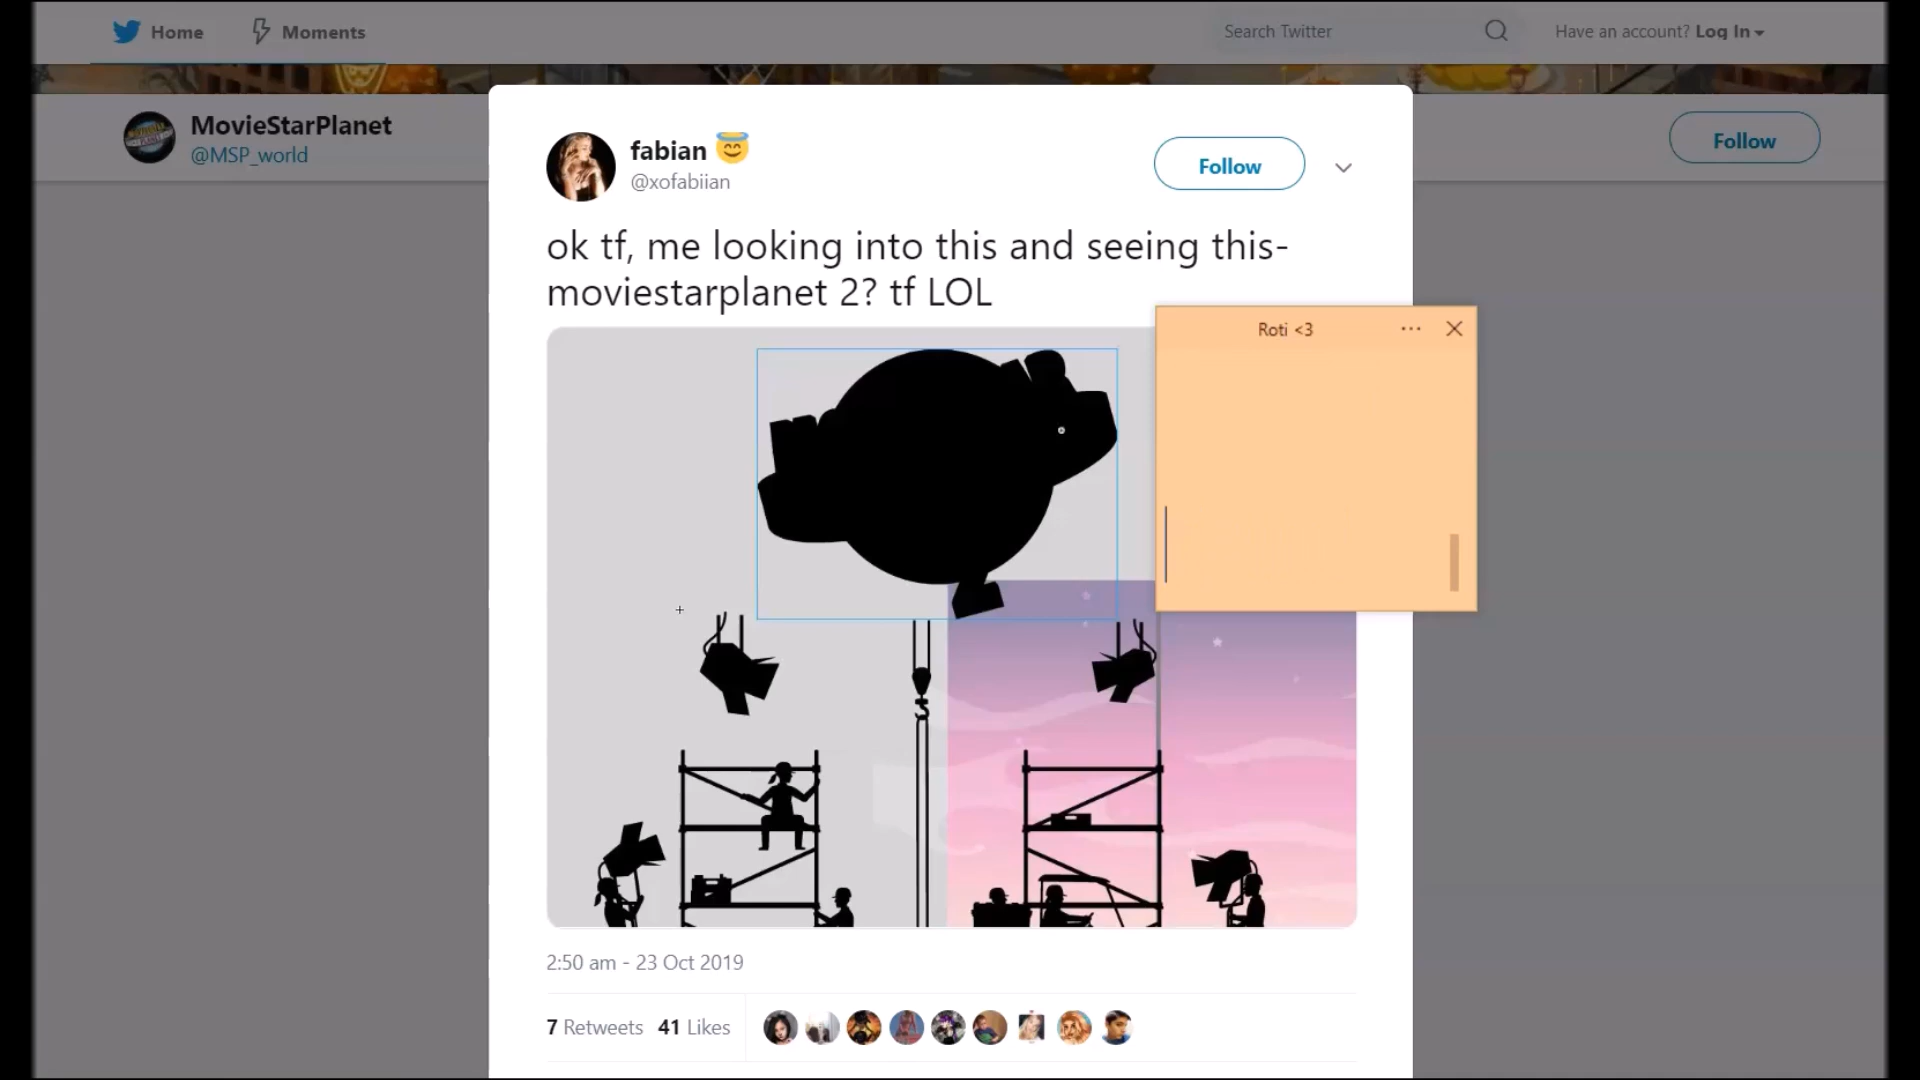 Home
Moments
Search Twitter
Have an account? Log In
MovieStarPlanet
@MSP_world
Follow
fabian
@xofabiian
Follow
ok tf, me looking into this and seeing this-
moviestarplanet 2? tf LOL
Roti <3
2:50 am - 23 Oct 2019
7 Retweets 41 Likes